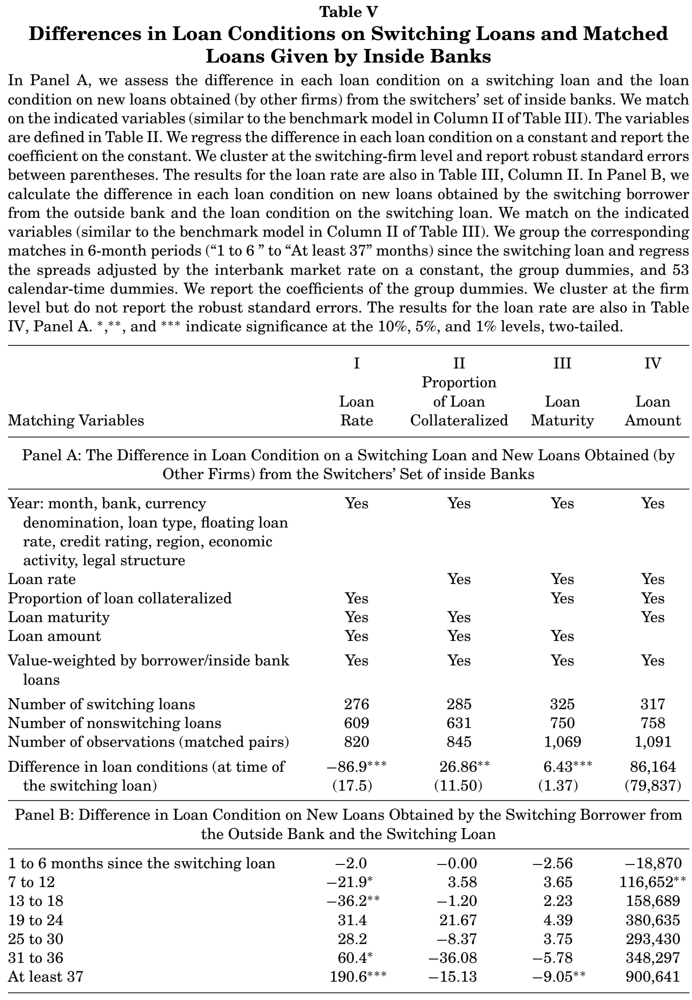 Table V
Differences in Loan Conditions on Switching Loans and Matched
Loans Given by Inside Banks
In Panel A, we assess the difference in each loan condition on a switching loan and the loan
condition on new loans obtained (by other firms) from the switchers’ set of inside banks. We match
on the indicated variables (similar to the benchmark model in Column II of Table III). The variables
are defined in Table II. We regress the difference in each loan condition on a constant and report the
coefficient on the constant. We cluster at the switching-firm level and report robust standard errors
between parentheses. The results for the loan rate are also in Table III, Column II. In Panel B, we
calculate the difference in each loan condition on new loans obtained by the switching borrower
from the outside bank and the loan condition on the switching loan. We match on the indicated
variables (similar to the benchmark model in Column II of Table III). We group the corresponding
matches in 6-month periods (“1 to 6 ” to “At least 37” months) since the switching loan and regress
the spreads adjusted by the interbank market rate on a constant, the group dummies, and 53
calendar-time dummies. We report the coefficients of the group dummies. We cluster at the firm
level but do not report the robust standard errors. The results for the loan rate are also in Table
IV, Panel A. *,**, and *** indicate significance at the 10%, 5%, and 1% levels, two-tailed.
I II III IV
Proportion
Loan of Loan Loan Loan
Matching Variables Rate Collateralized Maturity Amount
Panel A: The Difference in Loan Condition on a Switching Loan and New Loans Obtained (by
Other Firms) from the Switchers’ Set of inside Banks
Year: month, bank, currency Yes Yes Yes Yes
denomination, loan type, floating loan
rate, credit rating, region, economic
activity, legal structure
Loan rate Yes Yes Yes
Proportion of loan collateralized Yes Yes Yes
Loan maturity Yes Yes Yes
Loan amount Yes Yes Yes
Value-weighted by borrower/inside bank Yes Yes Yes Yes
loans
Number of switching loans 276 285 325 317
Number of nonswitching loans 609 631 750 758
Number of observations (matched pairs) 820 845 1,069 1,091
Difference in loan conditions (at time of −86.9*** 26.86** 6.43*** 86,164
the switching loan) (17.5) (11.50) (1.37) (79,837)
Panel B: Difference in Loan Condition on New Loans Obtained by the Switching Borrower from
the Outside Bank and the Switching Loan
1 to 6 months since the switching loan −2.0 −0.00 −2.56 −18,870
7 to 12 −21.9* 3.58 3.65 116,652**
13 to 18 −36.2** −1.20 2.23 158,689
19 to 24 31.4 21.67 4.39 380,635
25 to 30 28.2 −8.37 3.75 293,430
31 to 36 60.4* −36.08 −5.78 348,297
At least 37 190.6*** −15.13 −9.05** 900,641